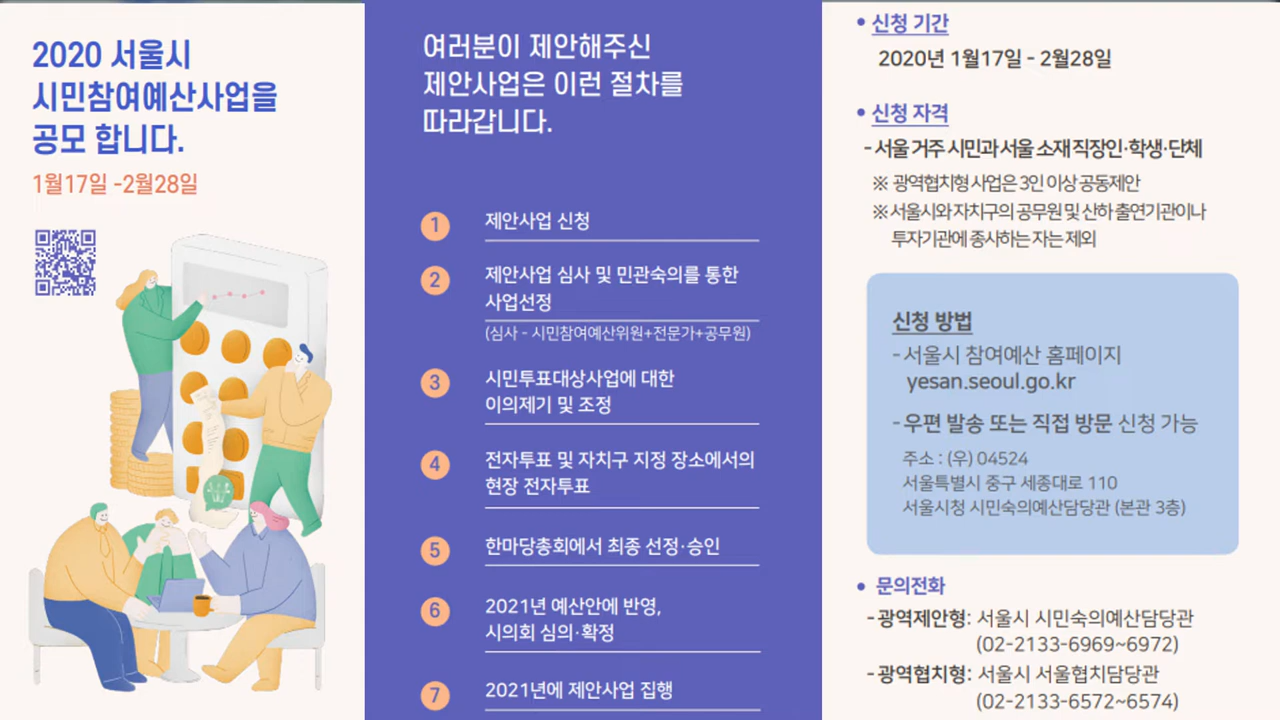 2020 서울시
시민참여예산사업을
공모 합니다.
1월17일 -2월28일
여러분이 제안해주신
제안사업은 이런 절차를
따라갑니다.
1 제안사업 신청
2 제안사업 심사 및 민관숙의를 통한
사업선정
(심사 - 시민참여예산위원+전문가+공무원)
3 시민투표대상사업에 대한
이의제기 및 조정
4 전자투표 및 자치구 지정 장소에서의
현장 전자투표
5 한마당총회에서 최종 선정·승인
6 2021년 예산안에 반영,
시의회 심의·확정
7 2021년에 제안사업 집행
• 신청 기간
2020년 1월17일 - 2월28일
• 신청 자격
- 서울 거주 시민과 서울 소재 직장인·학생·단체
※ 광역협치형 사업은 3인 이상 공동제안
※ 서울시와 자치구의 공무원 및 산하 출연기관이나
투자기관에 종사하는 자는 제외
신청 방법
- 서울시 참여예산 홈페이지
yesan.seoul.go.kr
- 우편 발송 또는 직접 방문 신청 가능
주소 : (우) 04524
서울특별시 중구 세종대로 110
서울시청 시민숙의예산담당관 (본관 3층)
• 문의전화
- 광역제안형: 서울시 시민숙의예산담당관
(02-2133-6969~6972)
- 광역협치형: 서울시 서울협치담당관
(02-2133-6572~6574)